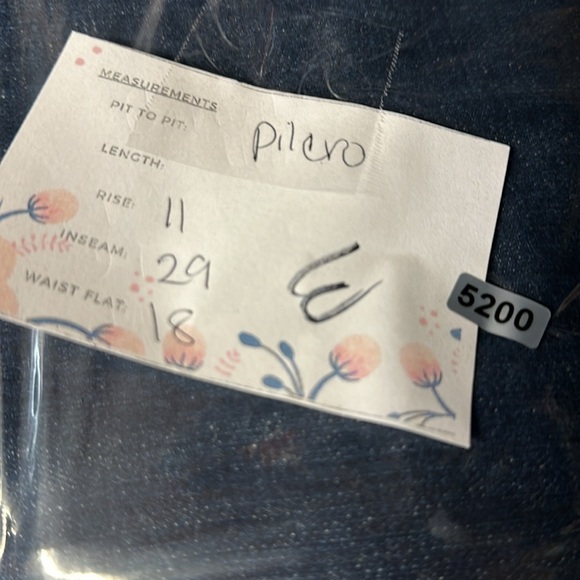 MEASUREMENTS
PIT TO PIT:
Pilcro
LENGTH:
RISE: 11
INSEAM: 29
WAIST FLAT: 18
5200